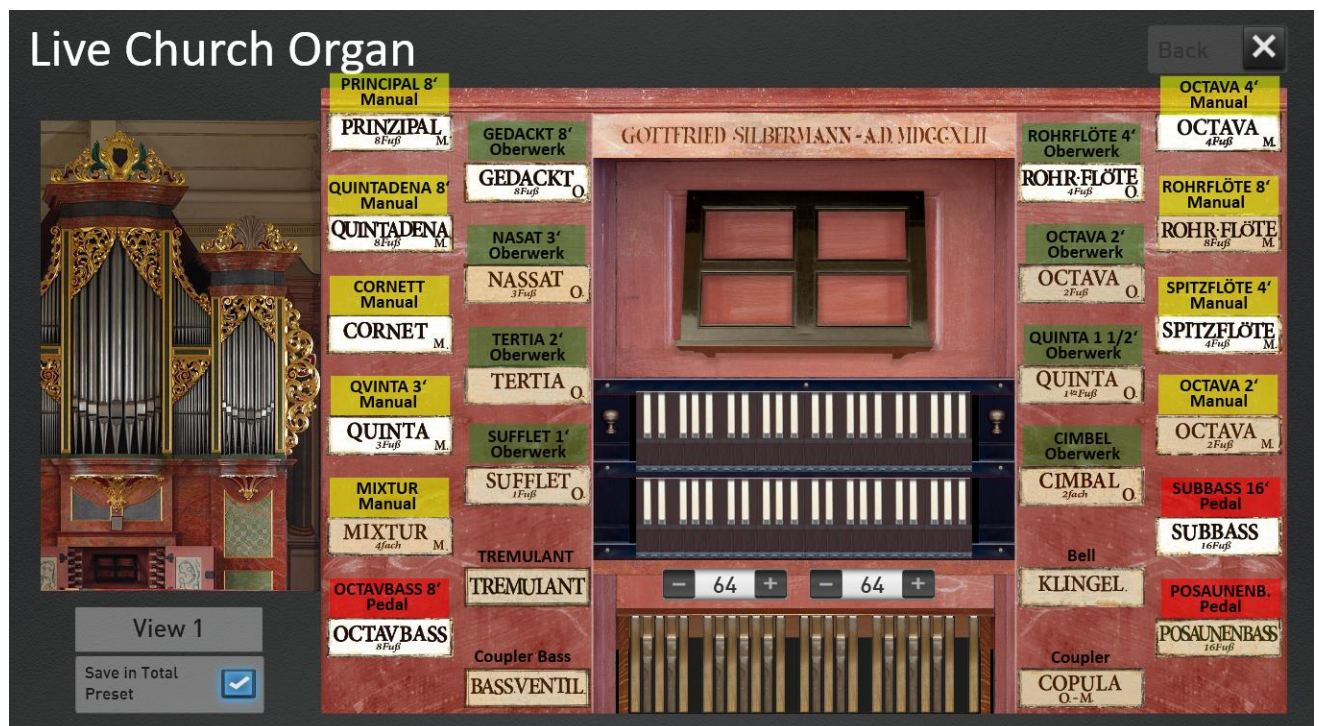 Live Church Organ
Back
PRINCIPAL 8‘
Manual
PRINZIPAL
8Fuß M.
QUINTADENA 8‘
Manual
QUINTADENA
8Fuß M.
CORNETT
Manual
CORNET
M.
QVINTA 3‘
Manual
QUINTA
3Fuß M.
MIXTUR
Manual
MIXTUR
4fach M.
OCTAVBASS 8‘
Pedal
OCTAVBASS
8Fuß
GEDACKT 8‘
Oberwerk
GEDACKT
8Fuß O.
NASAT 3‘
Oberwerk
NASSAT
3Fuß O.
TERTIA 2‘
Oberwerk
TERTIA
O.
SUFFLET 1‘
Oberwerk
SUFFLET
1Fuß O.
TREMULANT
TREMULANT
Coupler Bass
BASS.VENTIL.
GOTTFRIED SILBERMANN - A.D. MDCCXLII
64
64
ROHRFLÖTE 4‘
Oberwerk
ROHR·FLÖTE
4Fuß O.
OCTAVA 2‘
Oberwerk
OCTAVA
2Fuß O.
QUINTA 1 1/2‘
Oberwerk
QUINTA
1½Fuß O.
CIMBEL
Oberwerk
CIMBAL
2fach O.
Bell
KLINGEL.
Coupler
COPULA
O.-M.
OCTAVA 4‘
Manual
OCTAVA
4Fuß M.
ROHRFLÖTE 8‘
Manual
ROHR·FLÖTE
8Fuß M.
SPITZFLÖTE 4‘
Manual
SPITZFLÖTE
4Fuß M.
OCTAVA 2‘
Manual
OCTAVA
2Fuß M.
SUBBASS 16‘
Pedal
SUBBASS
16Fuß
POSAUNENB.
Pedal
POSAUNENBASS
16Fuß
View 1
Save in Total
Preset